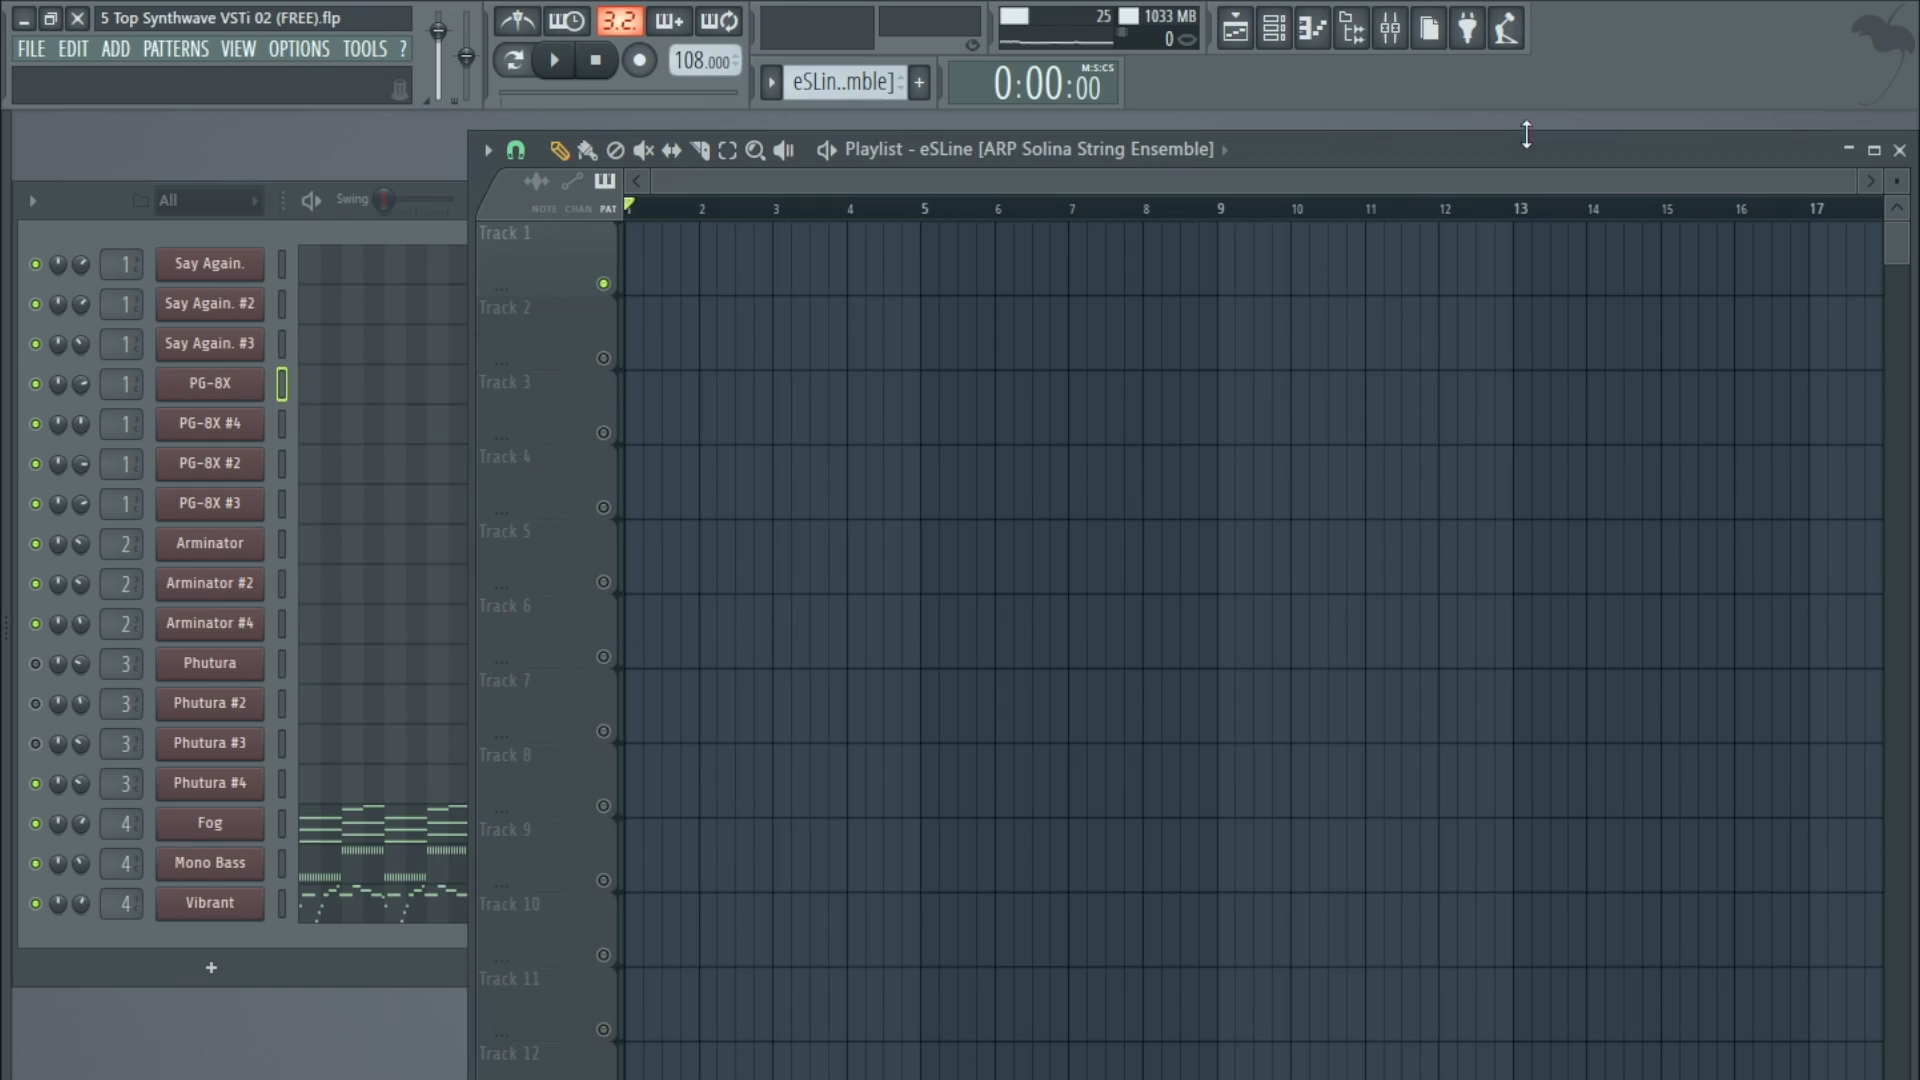 5 Top Synthwave VSTi 02 (FREE).flp
FILE EDIT ADD PATTERNS VIEW OPTIONS TOOLS ?
3.2.
108.000
25
1033 MB
0
eSLin..mble]
+
M:S:CS
0:00:00
Playlist - eSLine [ARP Solina String Ensemble]
All
Swing
NOTE CHAN PAT
1 2 3 4 5 6 7 8 9 10 11 12 13 14 15 16 17
1 Say Again.
1 Say Again. #2
1 Say Again. #3
1 PG-8X
1 PG-8X #4
1 PG-8X #2
1 PG-8X #3
2 Arminator
2 Arminator #2
2 Arminator #4
3 Phutura
3 Phutura #2
3 Phutura #3
3 Phutura #4
4 Fog
4 Mono Bass
4 Vibrant
+
Track 1
...
Track 2
...
Track 3
...
Track 4
...
Track 5
...
Track 6
...
Track 7
...
Track 8
...
Track 9
...
Track 10
...
Track 11
...
Track 12